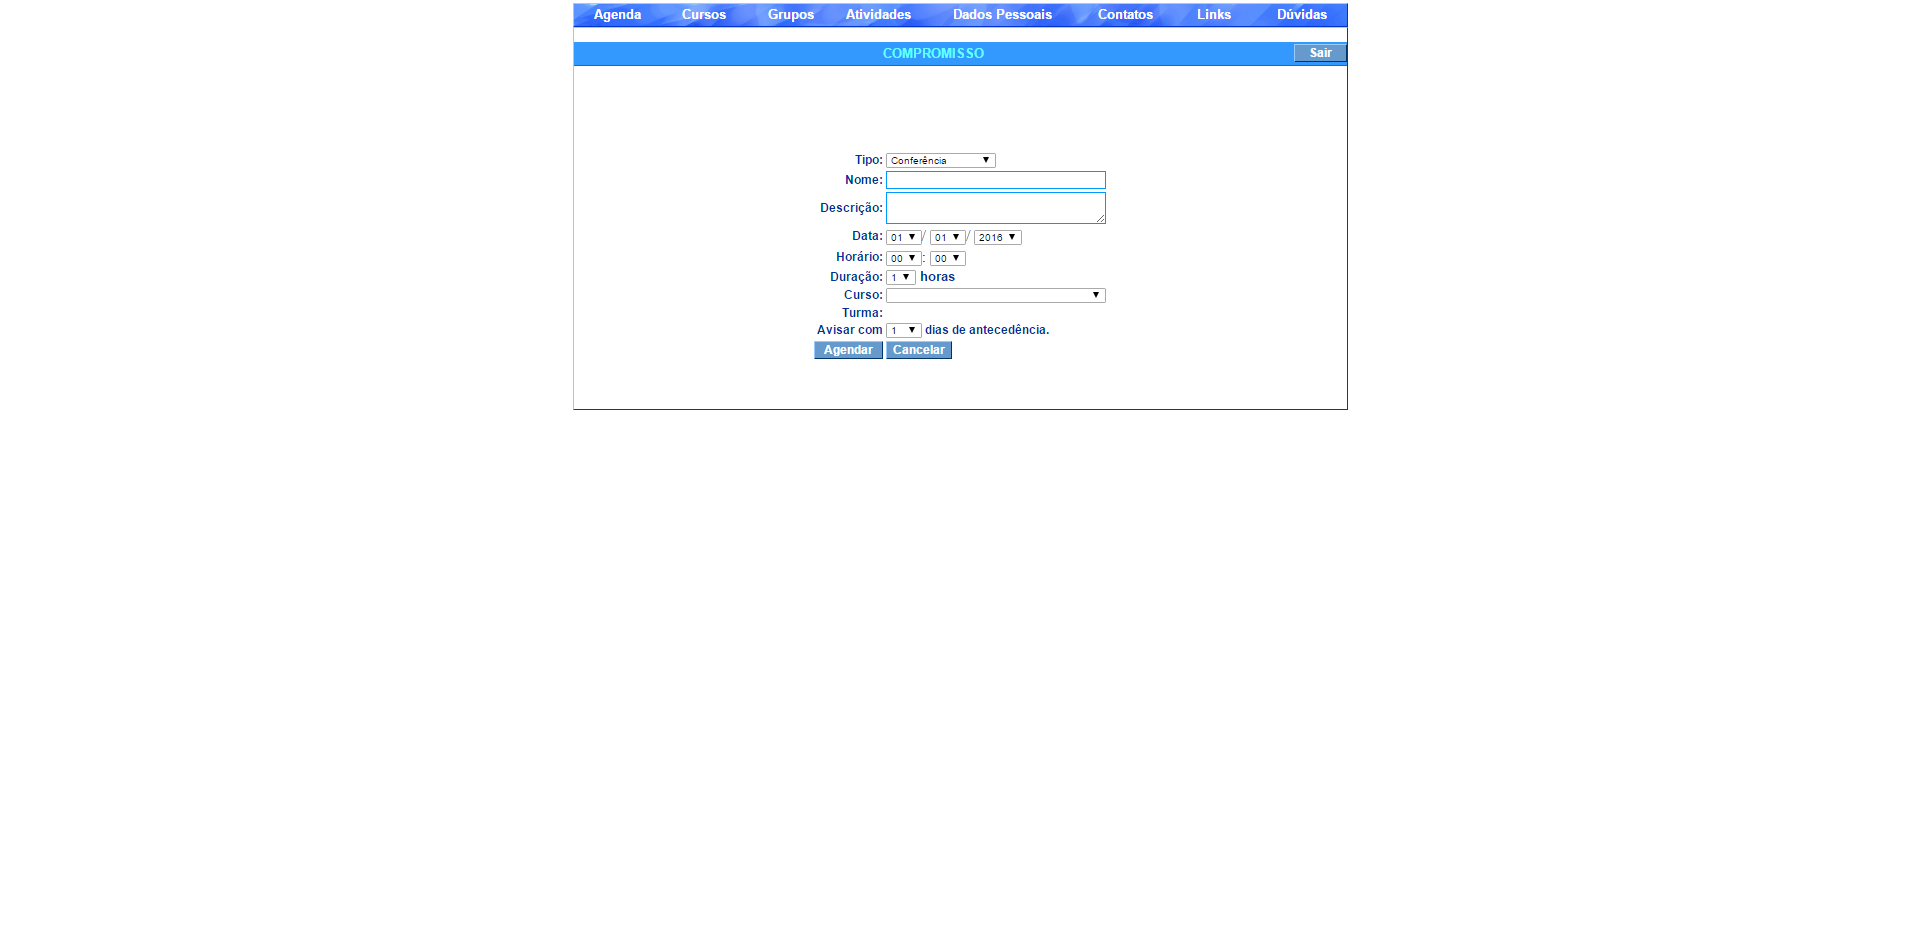 Agenda Cursos Grupos Atividades Dados Pessoais Contatos Links Dúvidas
COMPROMISSO Sair
Tipo: Conferência
Nome:
Descrição:
Data: 01 / 01 / 2016
Horário: 00 : 00
Duração: 1 horas
Curso:
Turma:
Avisar com 1 dias de antecedência.
Agendar Cancelar